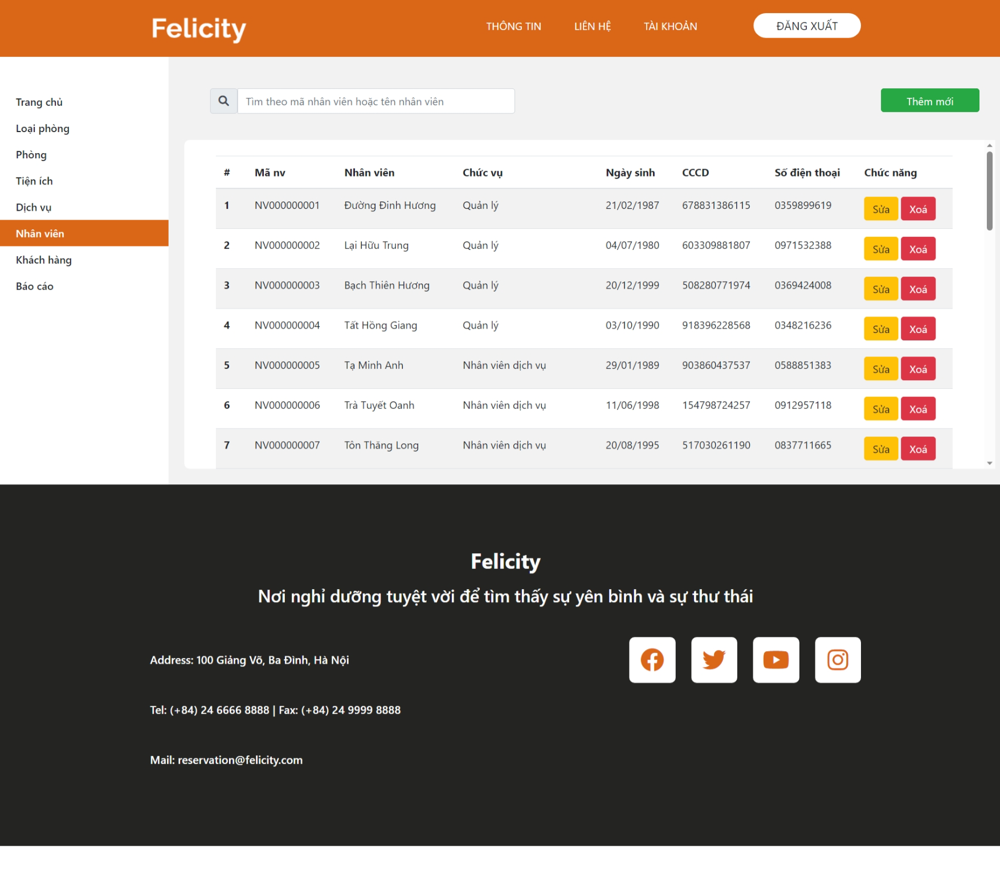 Felicity
THÔNG TIN LIÊN HỆ TÀI KHOẢN ĐĂNG XUẤT
Trang chủ
Loại phòng
Phòng
Tiện ích
Dịch vụ
Nhân viên
Khách hàng
Báo cáo
Tìm theo mã nhân viên hoặc tên nhân viên
Thêm mới
# Mã nv Nhân viên Chức vụ Ngày sinh CCCD Số điện thoại Chức năng
1 NV000000001 Đường Đinh Hương Quản lý 21/02/1987 678831386115 0359899619 Sửa Xoá
2 NV000000002 Lại Hữu Trung Quản lý 04/07/1980 603309881807 0971532388 Sửa Xoá
3 NV000000003 Bạch Thiên Hương Quản lý 20/12/1999 508280771974 0369424008 Sửa Xoá
4 NV000000004 Tất Hồng Giang Quản lý 03/10/1990 918396228568 0348216236 Sửa Xoá
5 NV000000005 Tạ Minh Anh Nhân viên dịch vụ 29/01/1989 903860437537 0588851383 Sửa Xoá
6 NV000000006 Trà Tuyết Oanh Nhân viên dịch vụ 11/06/1998 154798724257 0912957118 Sửa Xoá
7 NV000000007 Tôn Thăng Long Nhân viên dịch vụ 20/08/1995 517030261190 0837711665 Sửa Xoá
Felicity
Nơi nghỉ dưỡng tuyệt vời để tìm thấy sự yên bình và sự thư thái
Address: 100 Giảng Võ, Ba Đình, Hà Nội
Tel: (+84) 24 6666 8888 | Fax: (+84) 24 9999 8888
Mail: reservation@felicity.com